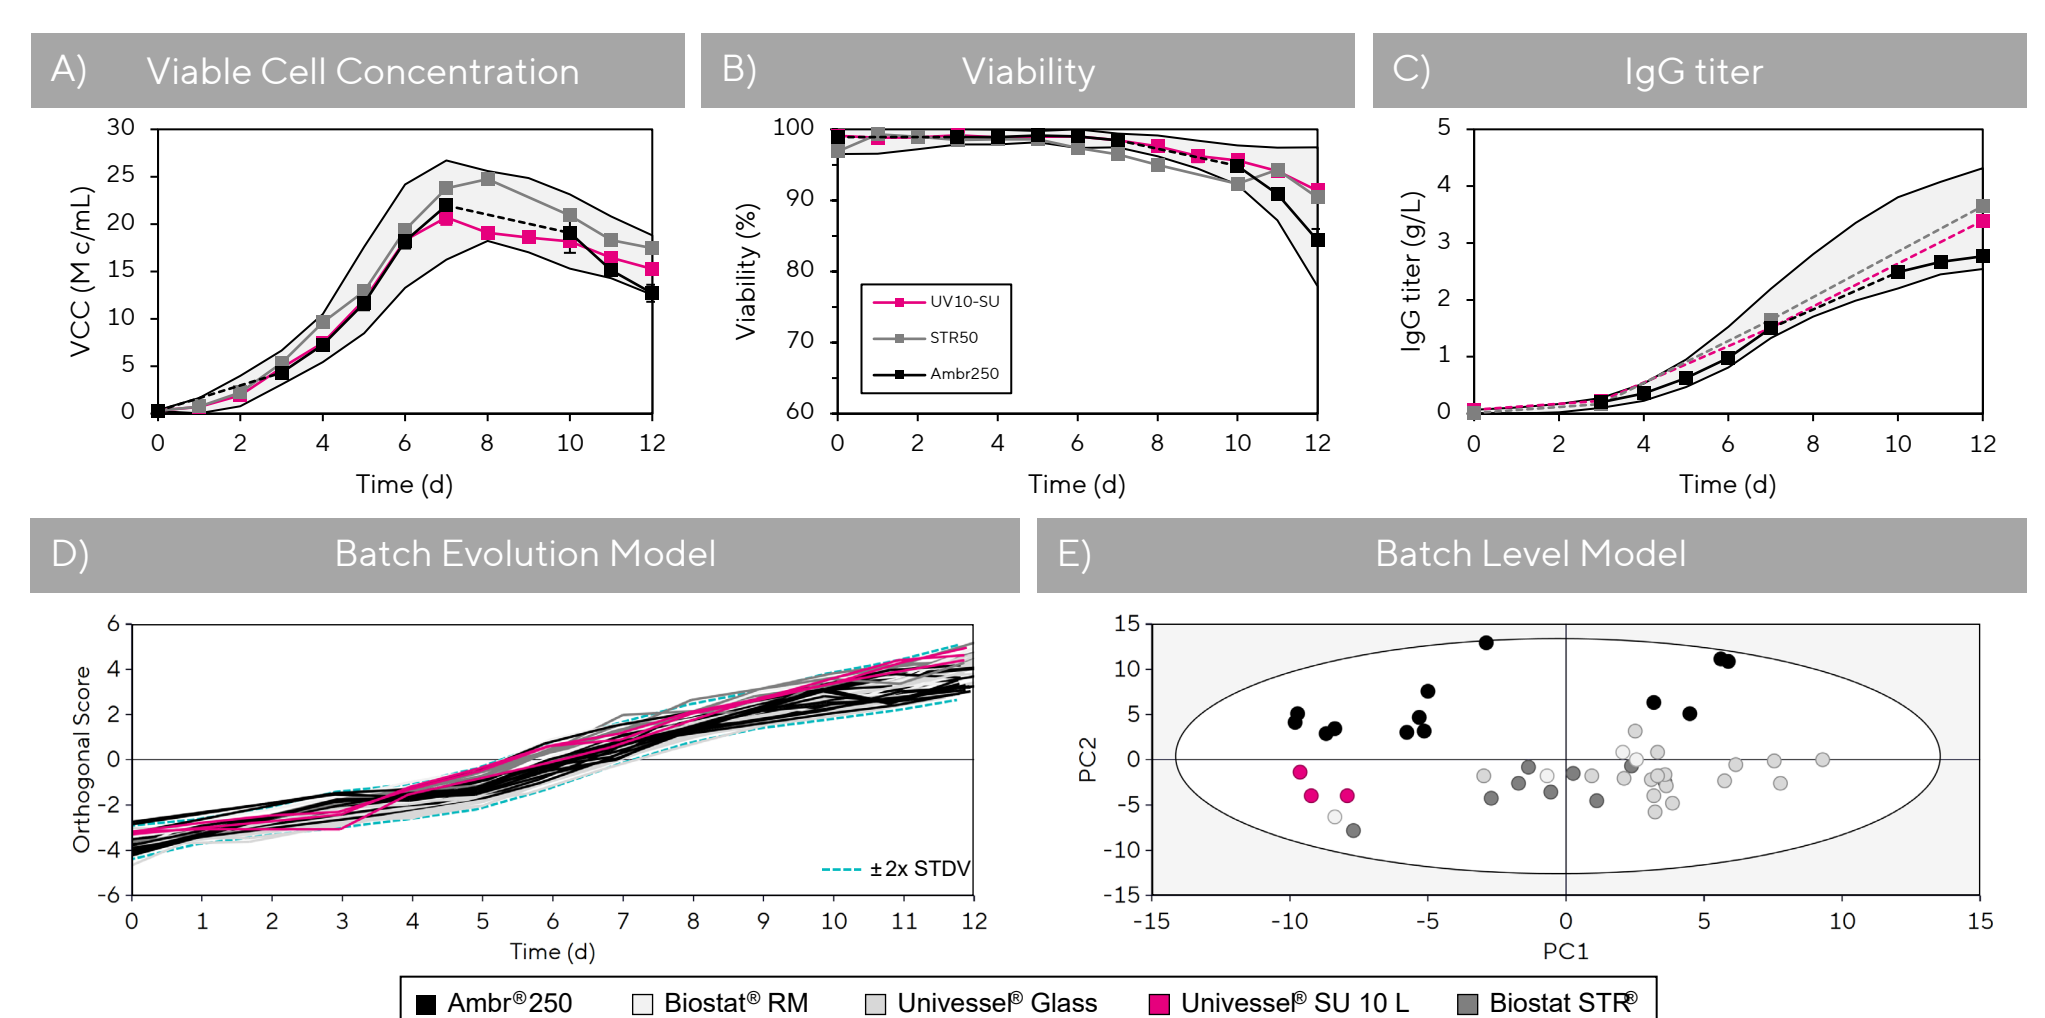 A) Viable Cell Concentration
B) Viability
C) IgG titer
30
25
20
15
10
5
0
VCC (M c/mL)
0 2 4 6 8 10 12
Time (d)
100
90
80
70
60
Viability (%)
UV10-SU
STR50
Ambr250
0 2 4 6 8 10 12
Time (d)
5
4
3
2
1
0
IgG titer (g/L)
0 2 4 6 8 10 12
Time (d)
D) Batch Evolution Model
E) Batch Level Model
6
4
2
0
-2
-4
-6
Orthogonal Score
± 2x STDV
0 1 2 3 4 5 6 7 8 9 10 11 12
Time (d)
15
10
5
0
-5
-10
-15
PC2
-15 -10 -5 0 5 10 15
PC1
Ambr® 250 Biostat® RM Univessel® Glass Univessel® SU 10 L Biostat STR®